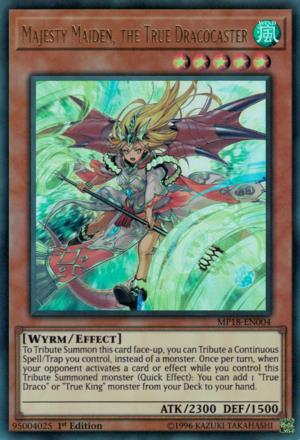 MAJESTY MAIDEN, THE TRUE DRACOCASTER
WIND
風
MP18-EN004
[WYRM/EFFECT]
To Tribute Summon this card face-up, you can Tribute a Continuous
Spell/Trap you control, instead of a monster. Once per turn, when
your opponent activates a card or effect while you control this
Tribute Summoned monster (Quick Effect): You can add 1 "True
Draco" or "True King" monster from your Deck to your hand.
ATK/2300 DEF/1500
95004025 1st Edition ©1996 KAZUKI TAKAHASHI